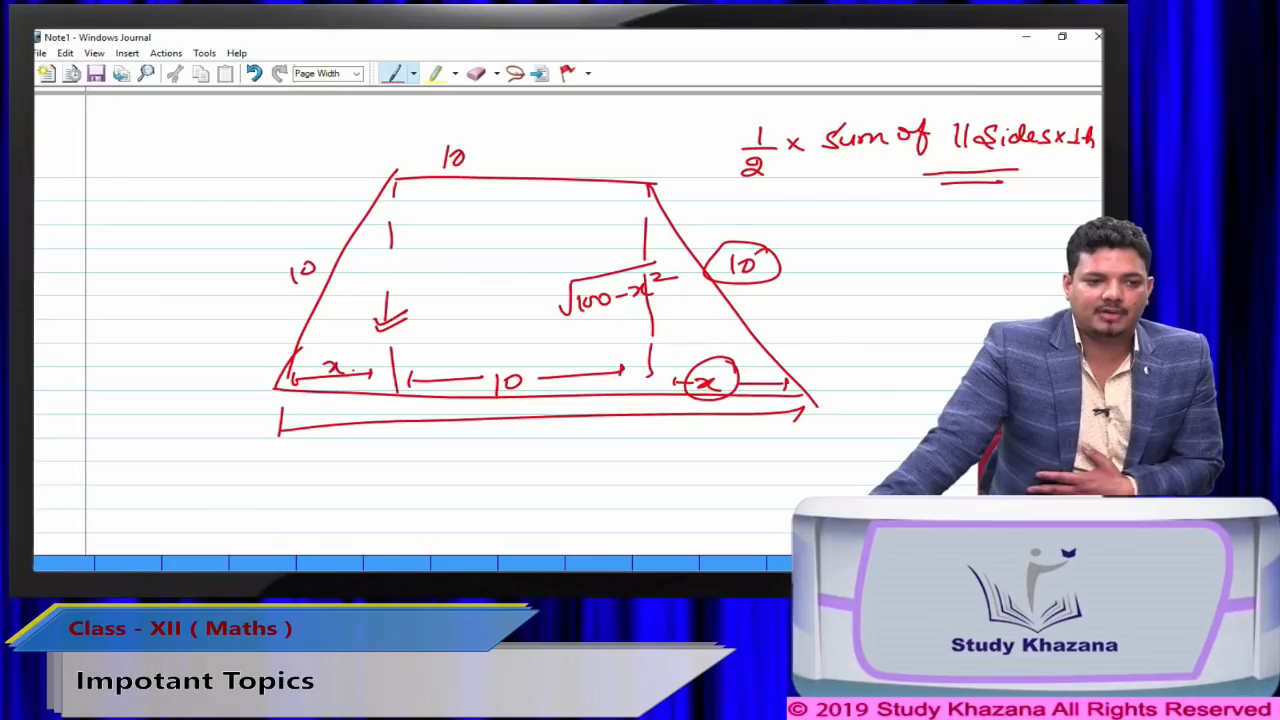 Note1 - Windows Journal
File Edit View Insert Actions Tools Help
Page Width
1/2 × Sum of || Sides × ⊥h
10
10
10
√100-x²
x
10
x
Class - XII ( Maths )
Impotant Topics
Study Khazana
© 2019 Study Khazana All Rights Reserved